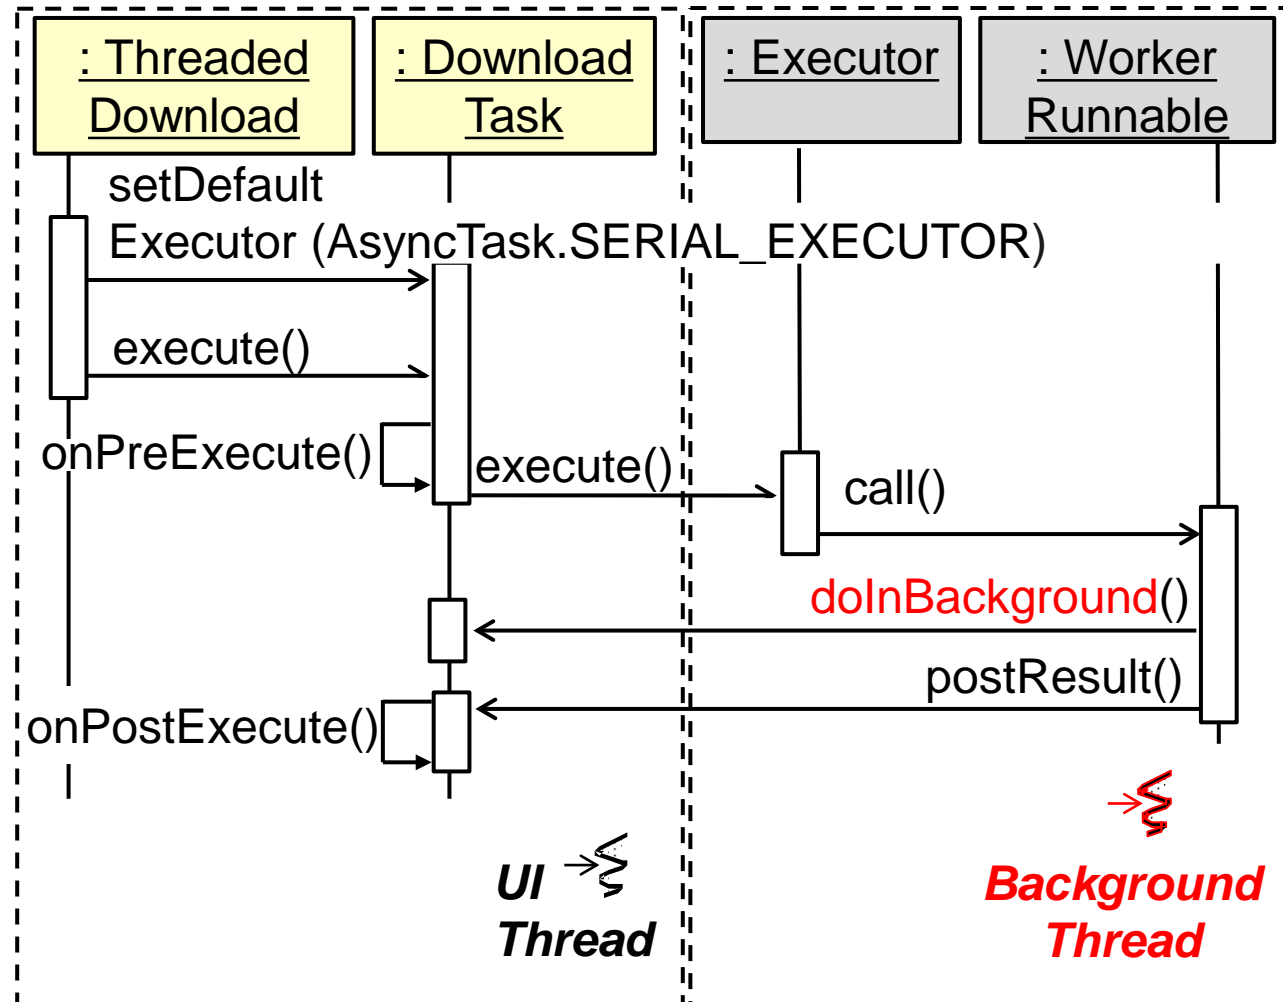 : Threaded
Download
: Download
Task
: Executor
: Worker
Runnable
setDefault
Executor (AsyncTask.SERIAL_EXECUTOR)
execute()
onPreExecute()
execute()
call()
doInBackground()
postResult()
onPostExecute()
UI
Thread
Background
Thread